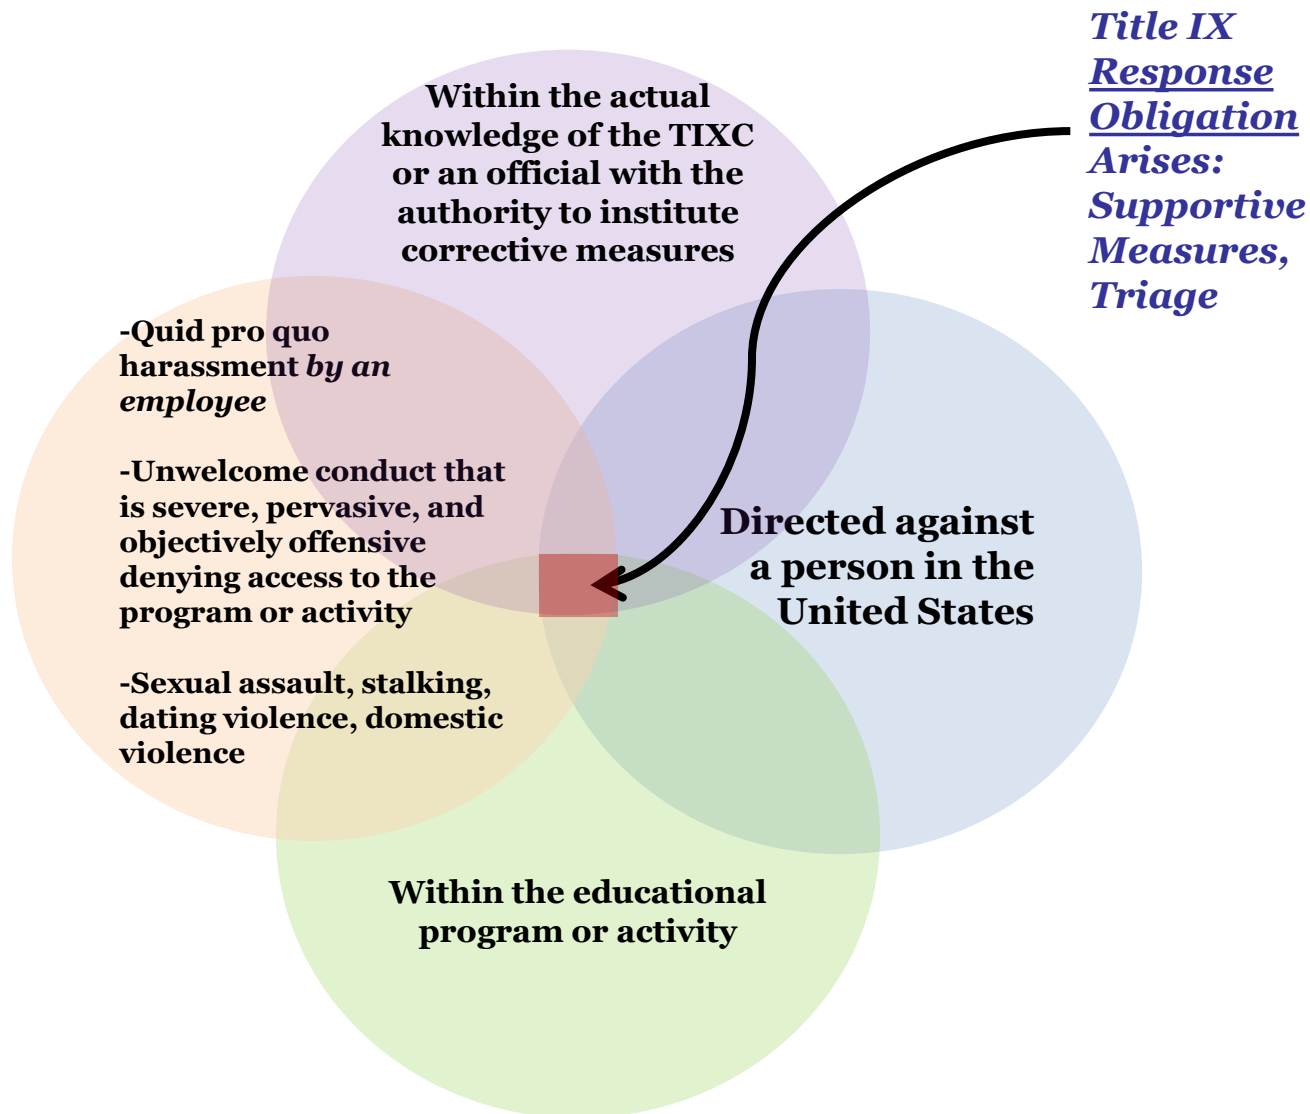 Title IX
Response
Obligation
Arises:
Supportive
Measures,
Triage
Within the actual
knowledge of the TIXC
or an official with the
authority to institute
corrective measures
-Quid pro quo
harassment by an
employee
-Unwelcome conduct that
is severe, pervasive, and
objectively offensive
denying access to the
program or activity
-Sexual assault, stalking,
dating violence, domestic
violence
Directed against
a person in the
United States
Within the educational
program or activity